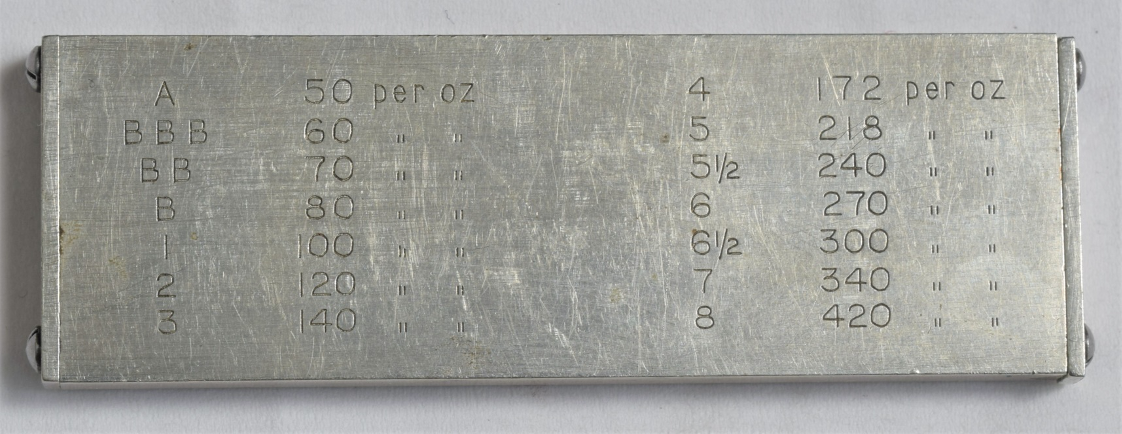 A 50 per oz 4 172 per oz
BBB 60 " " 5 218 " "
BB 70 " " 5½ 240 " "
B 80 " " 6 270 " "
1 100 " " 6½ 300 " "
2 120 " " 7 340 " "
3 140 " " 8 420 " "